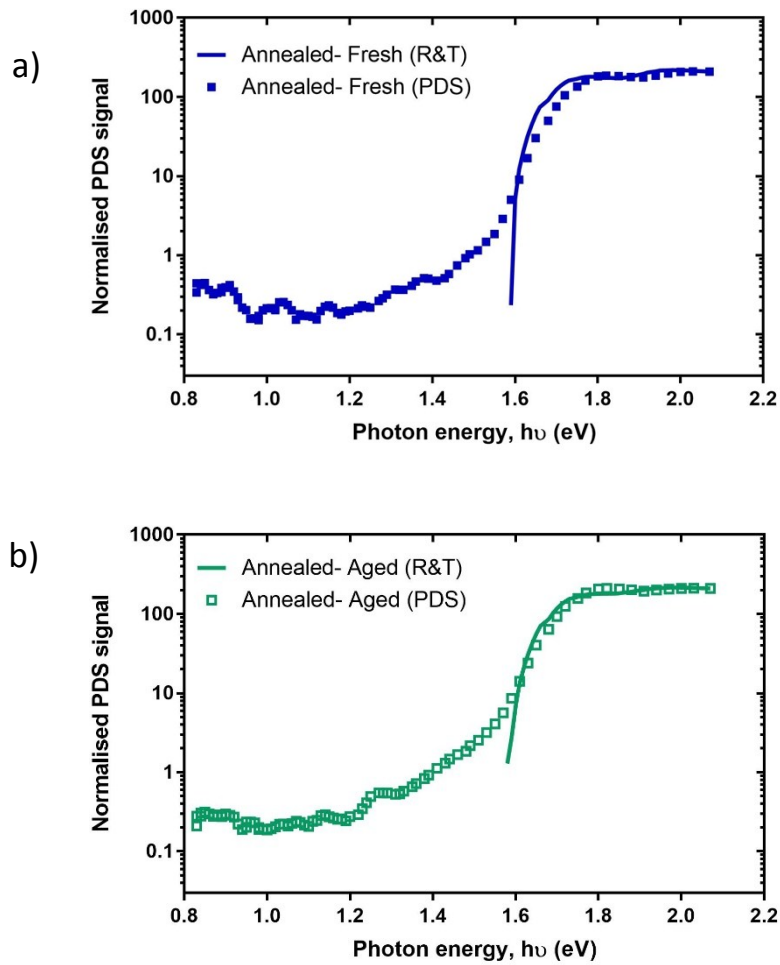 a)
1000
100
10
1
0.1
Normalised PDS signal
Annealed- Fresh (R&T)
Annealed- Fresh (PDS)
0.8 1.0 1.2 1.4 1.6 1.8 2.0 2.2
Photon energy, hυ (eV)
b)
1000
100
10
1
0.1
Normalised PDS signal
Annealed- Aged (R&T)
Annealed- Aged (PDS)
0.8 1.0 1.2 1.4 1.6 1.8 2.0 2.2
Photon energy, hυ (eV)